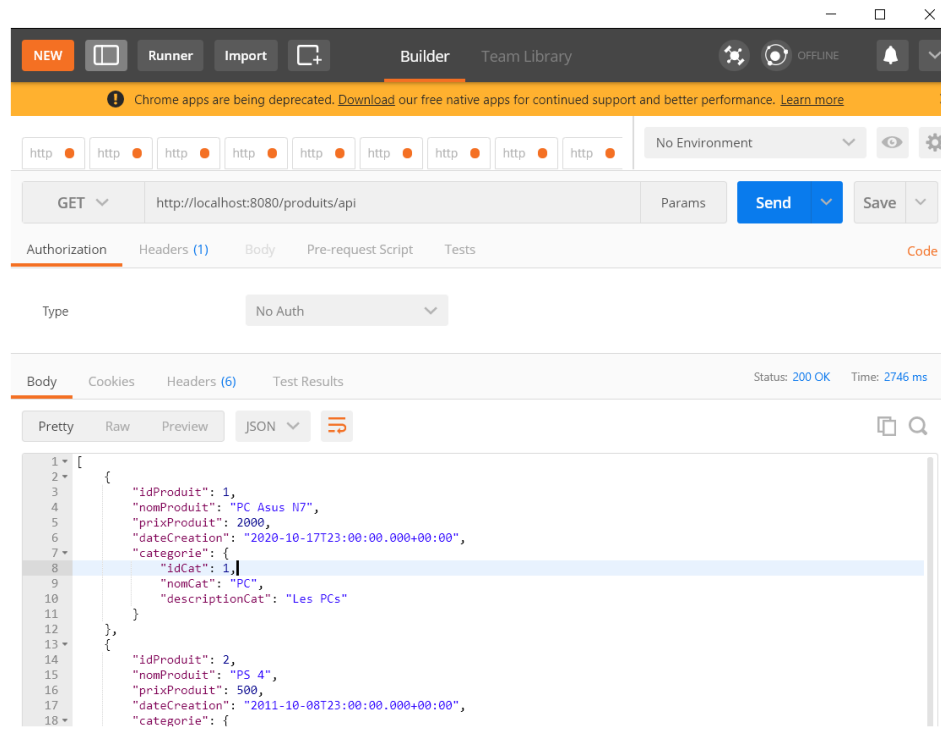 NEW Runner Import Builder Team Library OFFLINE
Chrome apps are being deprecated. Download our free native apps for continued support and better performance. Learn more
http http http http http http http http http No Environment
GET http://localhost:8080/produits/api Params Send Save
Authorization Headers (1) Body Pre-request Script Tests Code
Type No Auth
Body Cookies Headers (6) Test Results Status: 200 OK Time: 2746 ms
Pretty Raw Preview JSON
1 [
2 {
3 "idProduit": 1,
4 "nomProduit": "PC Asus N7",
5 "prixProduit": 2000,
6 "dateCreation": "2020-10-17T23:00:00.000+00:00",
7 "categorie": {
8 "idCat": 1,
9 "nomCat": "PC",
10 "descriptionCat": "Les PCs"
11 }
12 },
13 {
14 "idProduit": 2,
15 "nomProduit": "PS 4",
16 "prixProduit": 500,
17 "dateCreation": "2011-10-08T23:00:00.000+00:00",
18 "categorie": {